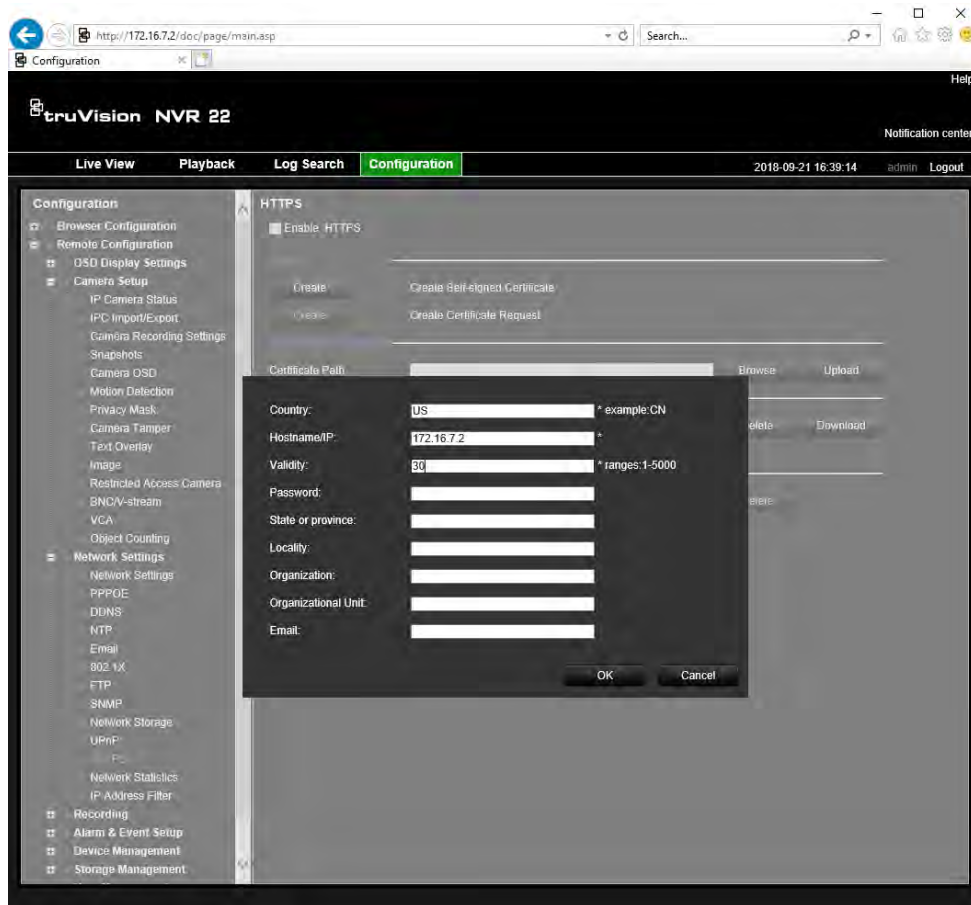 http://172.16.7.2/doc/page/main.asp
Search...
Configuration
Help
truVision NVR 22
Notification center
Live View Playback Log Search Configuration 2018-09-21 16:39:14 admin Logout
Configuration
Browser Configuration
Remote Configuration
OSD Display Settings
Camera Setup
IP Camera Status
IPC Import/Export
Camera Recording Settings
Snapshots
Camera OSD
Motion Detection
Privacy Mask
Camera Tamper
Text Overlay
Image
Restricted Access Camera
BNC/V-stream
VCA
Object Counting
Network Settings
Network Settings
PPPOE
DDNS
NTP
Email
802.1X
FTP
SNMP
Network Storage
UPnP
Network Statistics
IP Address Filter
Recording
Alarm & Event Setup
Device Management
Storage Management
HTTPS
Enable HTTPS
Create Create Self-signed Certificate
Create Create Certificate Request
Certificate Path Browse Upload
Download
Country: US * example:CN
Hostname/IP: 172.16.7.2 *
Validity: 30 * ranges:1-5000
Password:
State or province:
Locality:
Organization:
Organizational Unit:
Email:
OK Cancel